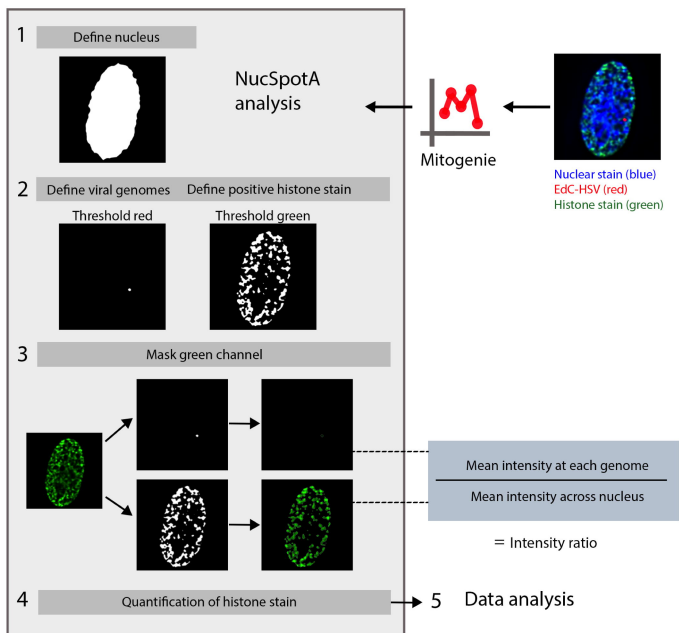 1
Define nucleus
NucSpotA
analysis
Mitogenie
Nuclear stain (blue)
EdC-HSV (red)
Histone stain (green)
2
Define viral genomes
Define positive histone stain
Threshold red
Threshold green
3
Mask green channel
Mean intensity at each genome
Mean intensity across nucleus
= Intensity ratio
4
Quantification of histone stain
5
Data analysis